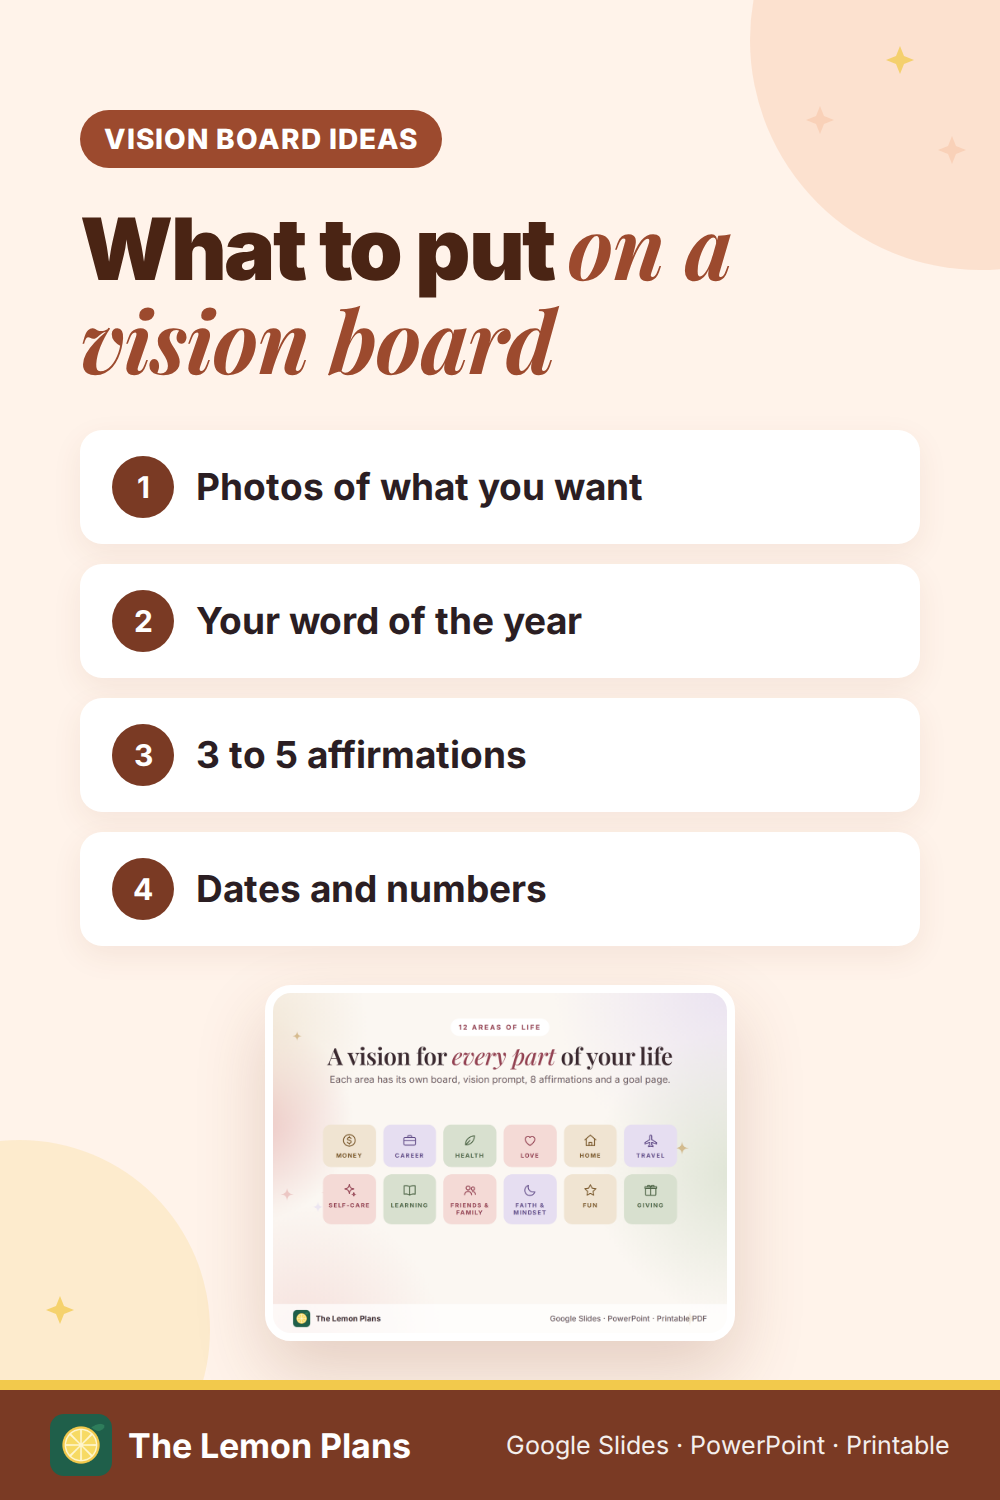 VISION BOARD IDEAS
What to put on a
vision board
1 Photos of what you want
2 Your word of the year
3 3 to 5 affirmations
4 Dates and numbers
12 AREAS OF LIFE
A vision for every part of your life
Each area has its own board, vision prompt, 8 affirmations and a goal page.
MONEY CAREER HEALTH LOVE HOME TRAVEL
SELF-CARE LEARNING FRIENDS & FAITH & FUN GIVING
FAMILY MINDSET
The Lemon Plans Google Slides · PowerPoint · Printable PDF
The Lemon Plans Google Slides · PowerPoint · Printable